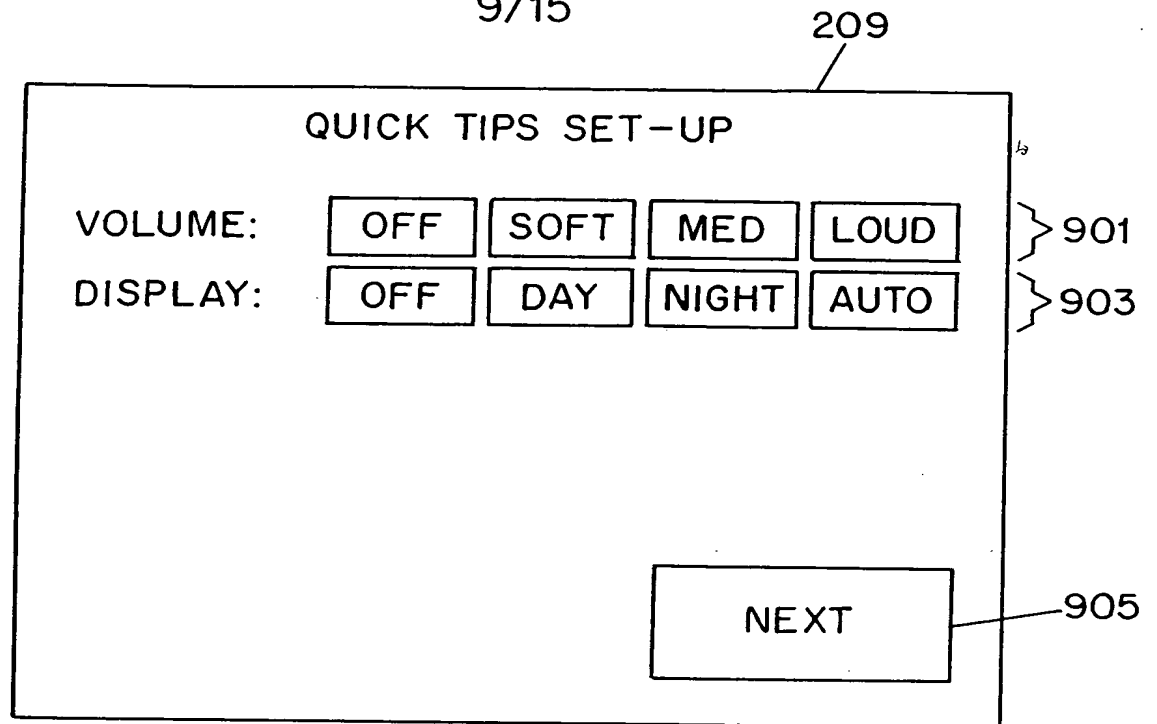 9/15
209
QUICK TIPS SET-UP
VOLUME: OFF SOFT MED LOUD 901
DISPLAY: OFF DAY NIGHT AUTO 903
NEXT 905